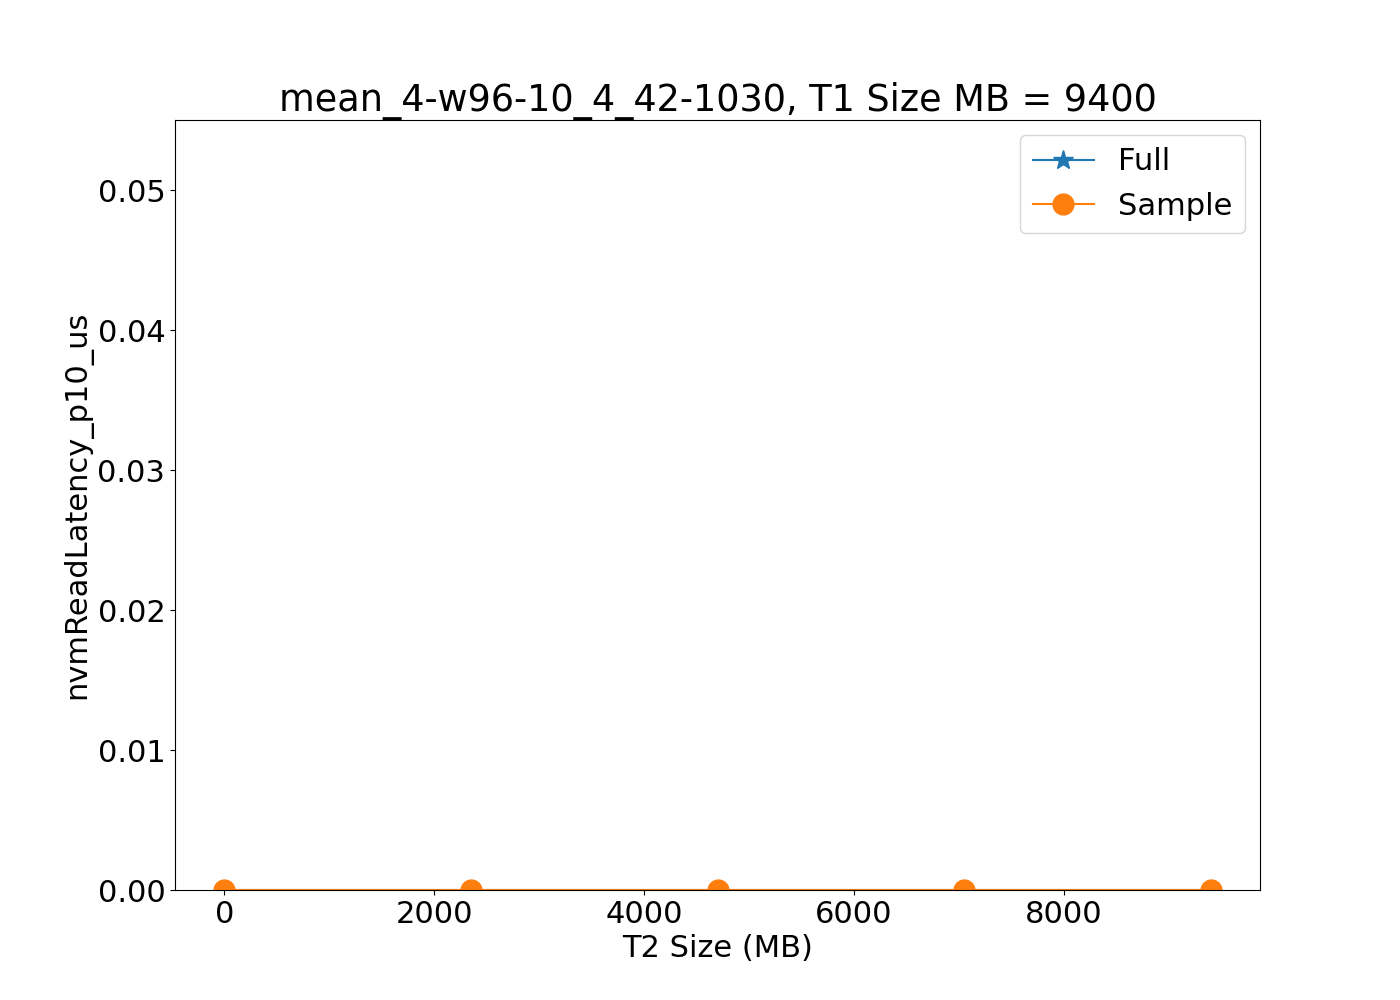 mean_4-w96-10_4_42-1030, T1 Size MB = 9400
Full
Sample
nvmReadLatency_p10_us
0.05
0.04
0.03
0.02
0.01
0.00
0 2000 4000 6000 8000
T2 Size (MB)